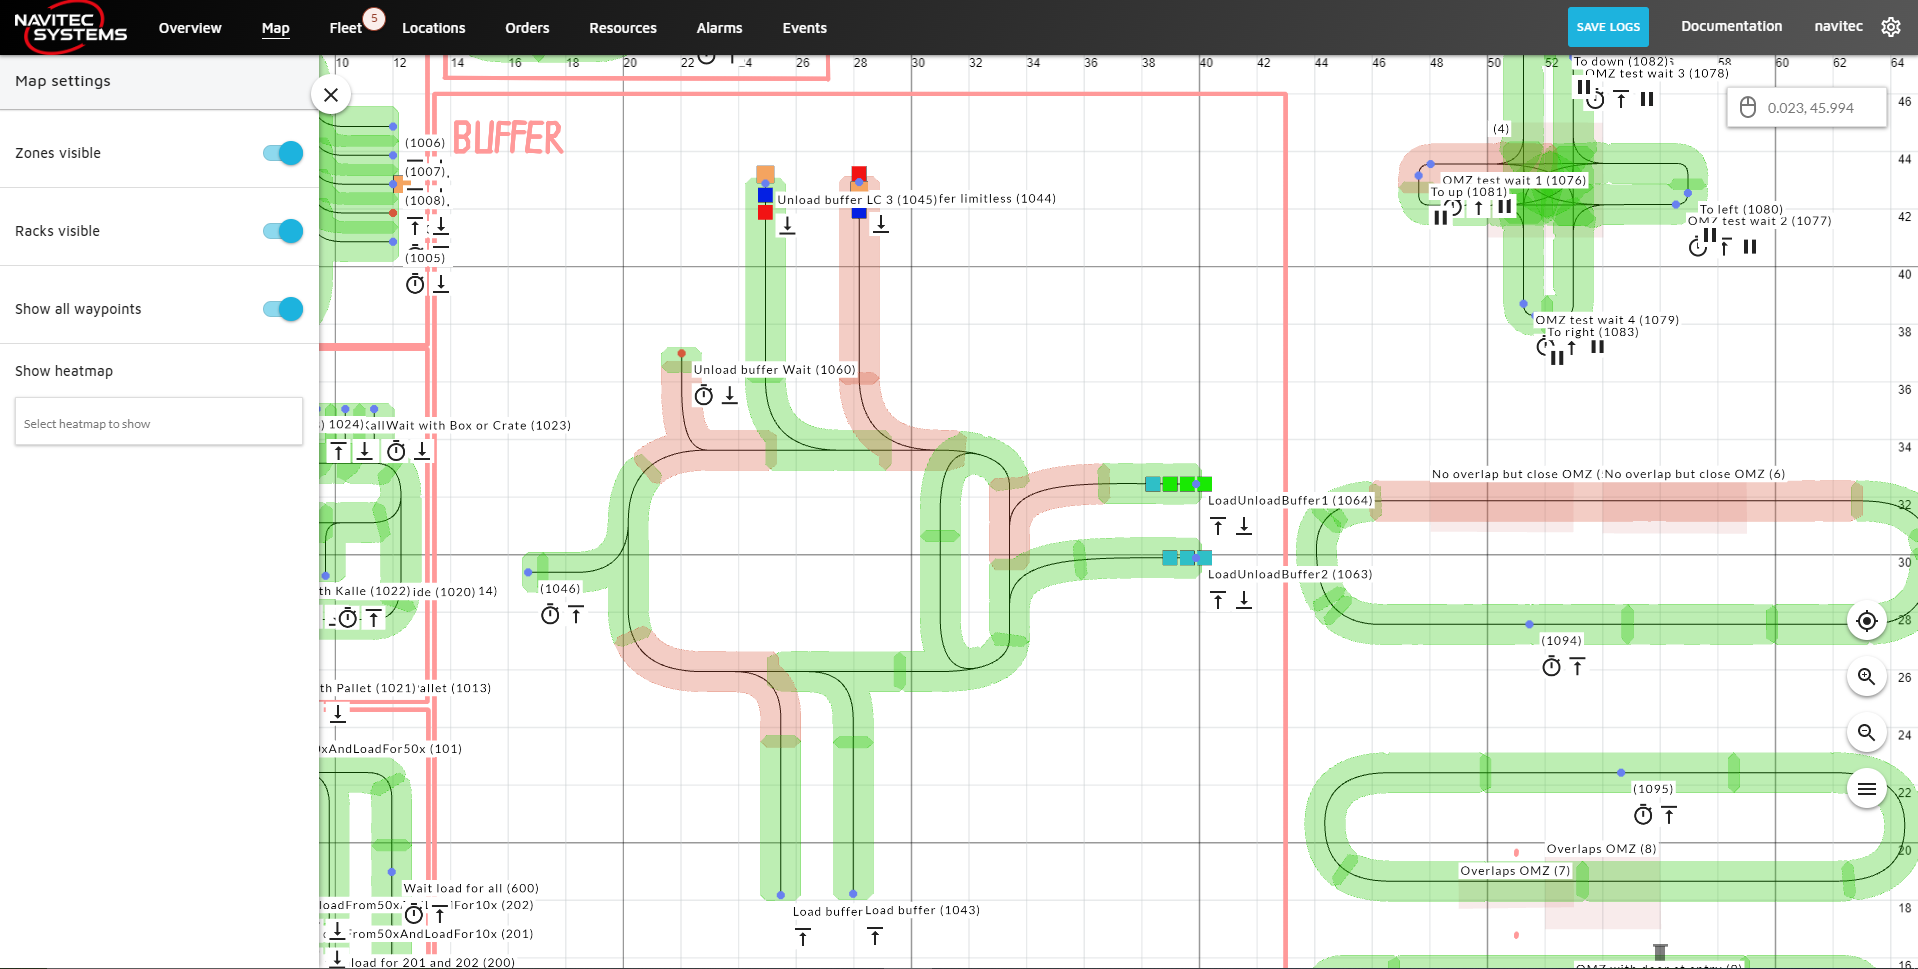 NAVITEC
SYSTEMS
Overview
Map
Fleet
5
Locations
Orders
Resources
Alarms
Events
SAVE LOGS
Documentation
navitec
Map settings
Zones visible
Racks visible
Show all waypoints
Show heatmap
Select heatmap to show
10 12 14 16 18 20 22 24 26 28 30 32 34 36 38 40 42 44 46 48 50 52 54 56 58 60 62 64
0.023, 45.994
46
44
42
40
38
36
34
32
30
28
26
24
22
20
18
16
BUFFER
(1006)
(1007)
(1008)
(1005)
Unload buffer LC 3 (1045)
fer limitless (1044)
Unload buffer Wait (1060)
1024)
Wait with Box or Crate (1023)
LoadUnloadBuffer1 (1064)
LoadUnloadBuffer2 (1063)
(1046)
th Kalle (1022)
ide (1020)
14)
th Pallet (1021)
allet (1013)
xAndLoadFor50x (101)
Wait load for all (600)
loadFrom50xA
For10x (202)
From50xAndLoadFor10x (201)
load for 201 and 202 (200)
Load buffer
Load buffer (1043)
To down (1082)
OMZ test wait 3 (1078)
(4)
OMZ test wait 1 (1076)
To up (1081)
To left (1080)
OMZ test wait 2 (1077)
OMZ test wait 4 (1079)
To right (1083)
No overlap but close OMZ (
No overlap but close OMZ (6)
(1094)
(1095)
Overlaps OMZ (8)
Overlaps OMZ (7)